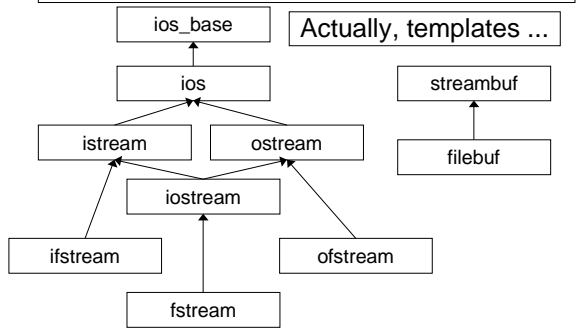 ios_base
Actually, templates ...
ios
streambuf
istream
ostream
filebuf
iostream
ifstream
ofstream
fstream